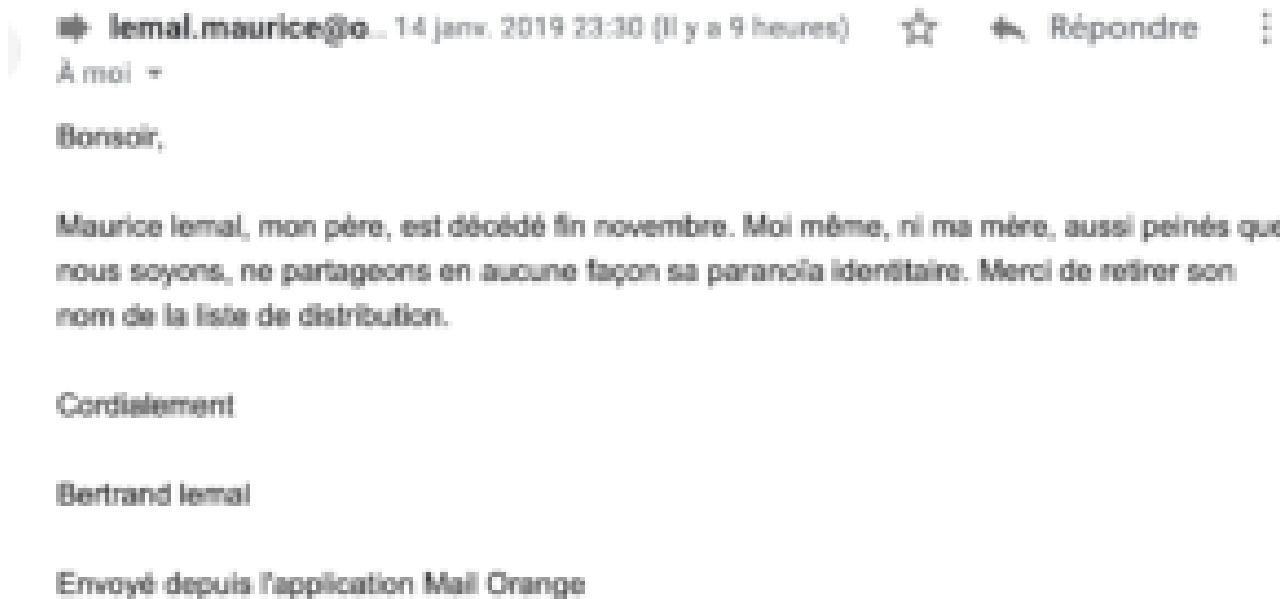 lemal.maurice@o... 14 janv. 2019 23:30 (Il y a 9 heures) Répondre
À moi
Bonsoir,
Maurice lemal, mon père, est décédé fin novembre. Moi même, ni ma mère, aussi peinés que
nous soyons, ne partageons en aucune façon sa paranoïa identitaire. Merci de retirer son
nom de la liste de distribution.
Cordialement
Bertrand lemal
Envoyé depuis l'application Mail Orange